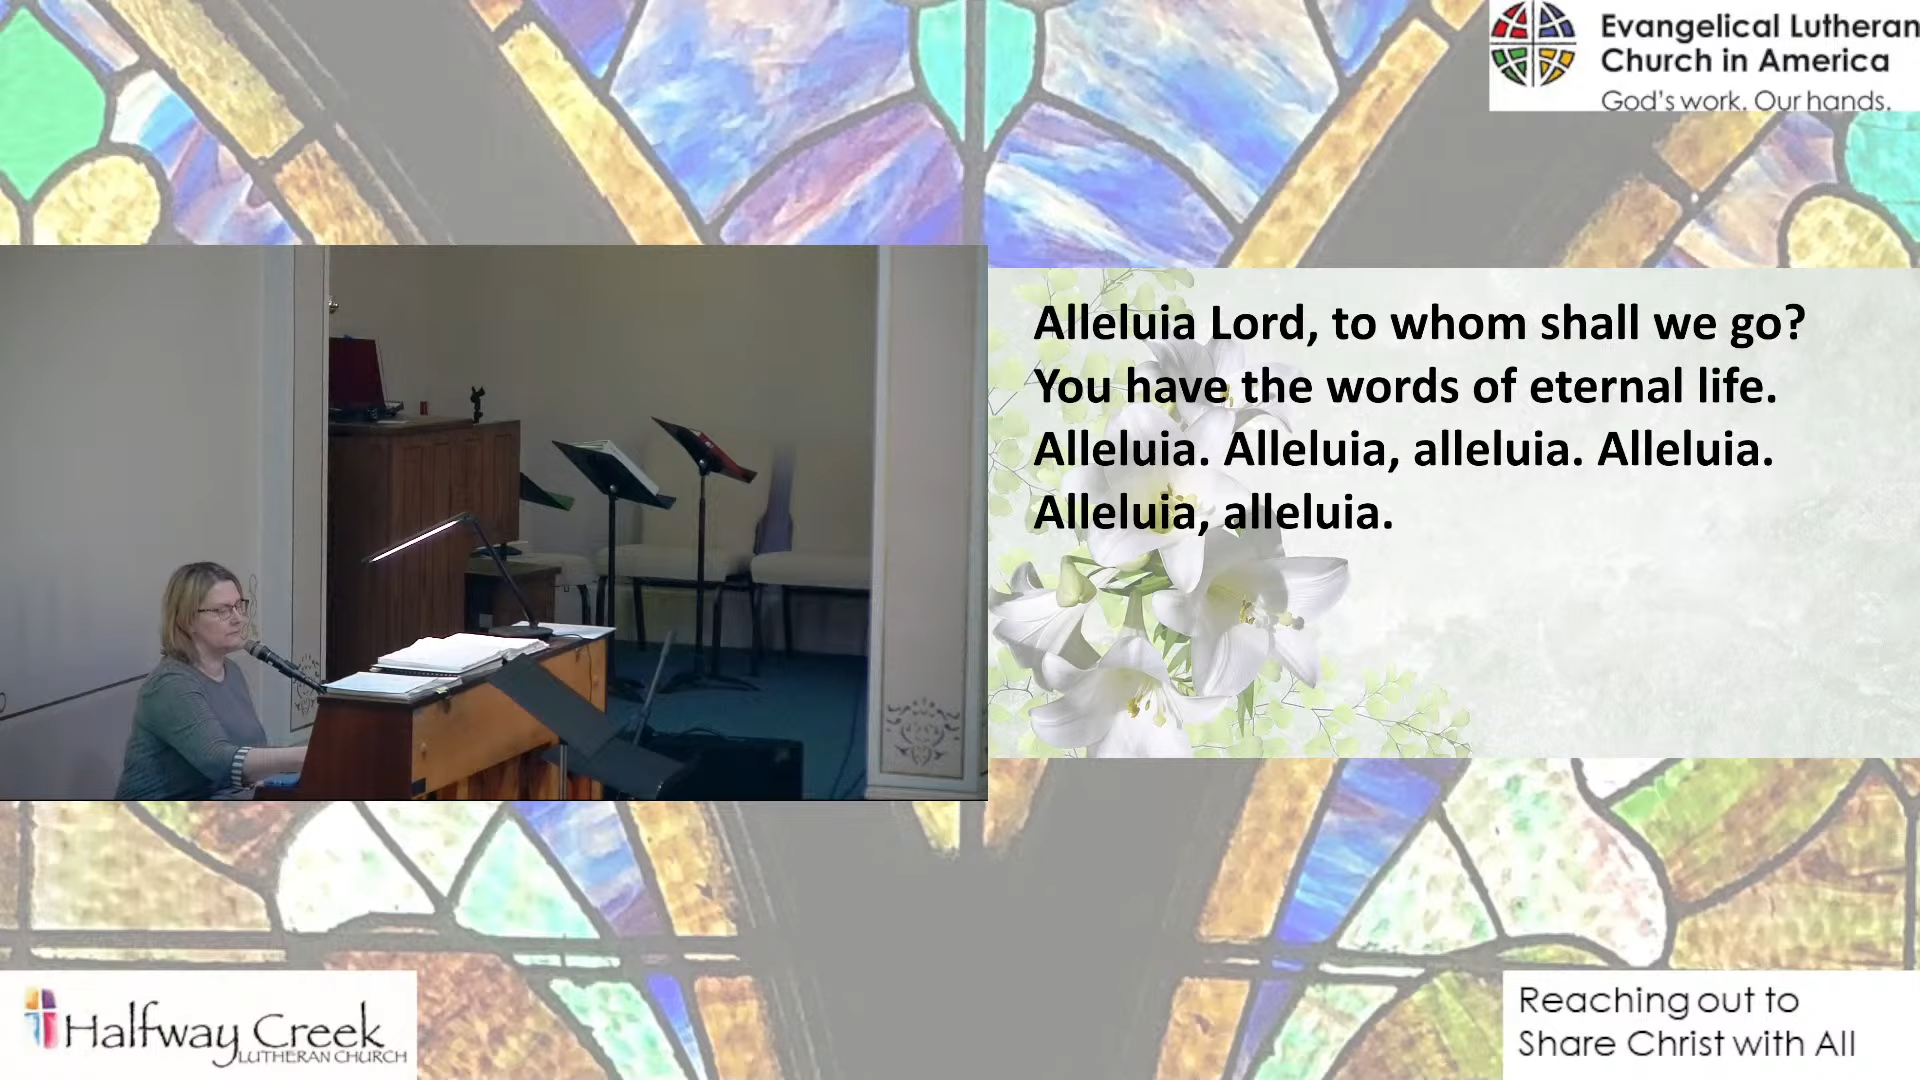 Evangelical Lutheran
Church in America
God's work. Our hands.
Alleluia Lord, to whom shall we go?
You have the words of eternal life.
Alleluia. Alleluia, alleluia. Alleluia.
Alleluia, alleluia.
Halfway Creek
LUTHERAN CHURCH
Reaching out to
Share Christ with All